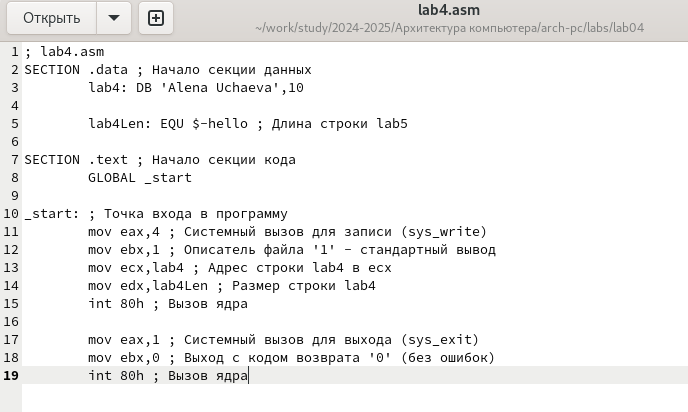 Открыть
lab4.asm
~/work/study/2024-2025/Архитектура компьютера/arch-pc/labs/lab04
1 ; lab4.asm
2 SECTION .data ; Начало секции данных
3 lab4: DB 'Alena Uchaeva',10
4
5 lab4Len: EQU $-hello ; Длина строки lab5
6
7 SECTION .text ; Начало секции кода
8 GLOBAL _start
9
10 _start: ; Точка входа в программу
11 mov eax,4 ; Системный вызов для записи (sys_write)
12 mov ebx,1 ; Описатель файла '1' - стандартный вывод
13 mov ecx,lab4 ; Адрес строки lab4 в ecx
14 mov edx,lab4Len ; Размер строки lab4
15 int 80h ; Вызов ядра
16
17 mov eax,1 ; Системный вызов для выхода (sys_exit)
18 mov ebx,0 ; Выход с кодом возврата '0' (без ошибок)
19 int 80h ; Вызов ядра